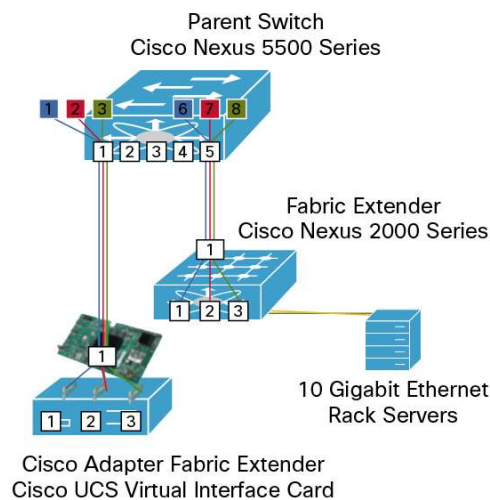 Parent Switch
Cisco Nexus 5500 Series
1 2 3 6 7 8
1 2 3 4 5
Fabric Extender
Cisco Nexus 2000 Series
1
1 2 3
1
10 Gigabit Ethernet
Rack Servers
1 2 3
Cisco Adapter Fabric Extender
Cisco UCS Virtual Interface Card